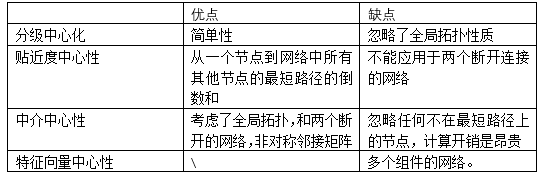 优点
缺点
分级中心化
简单性
忽略了全局拓扑性质
贴近度中心性
从一个节点到网络中所有
其他节点的最短路径的倒
数和
不能应用于两个断开连接
的网络
中介中心性
考虑了全局拓扑，和两个断
开的网络，非对称邻接矩阵
忽略任何不在最短路径上
的节点，计算开销是昂贵
特征向量中心性
\
多个组件的网络。